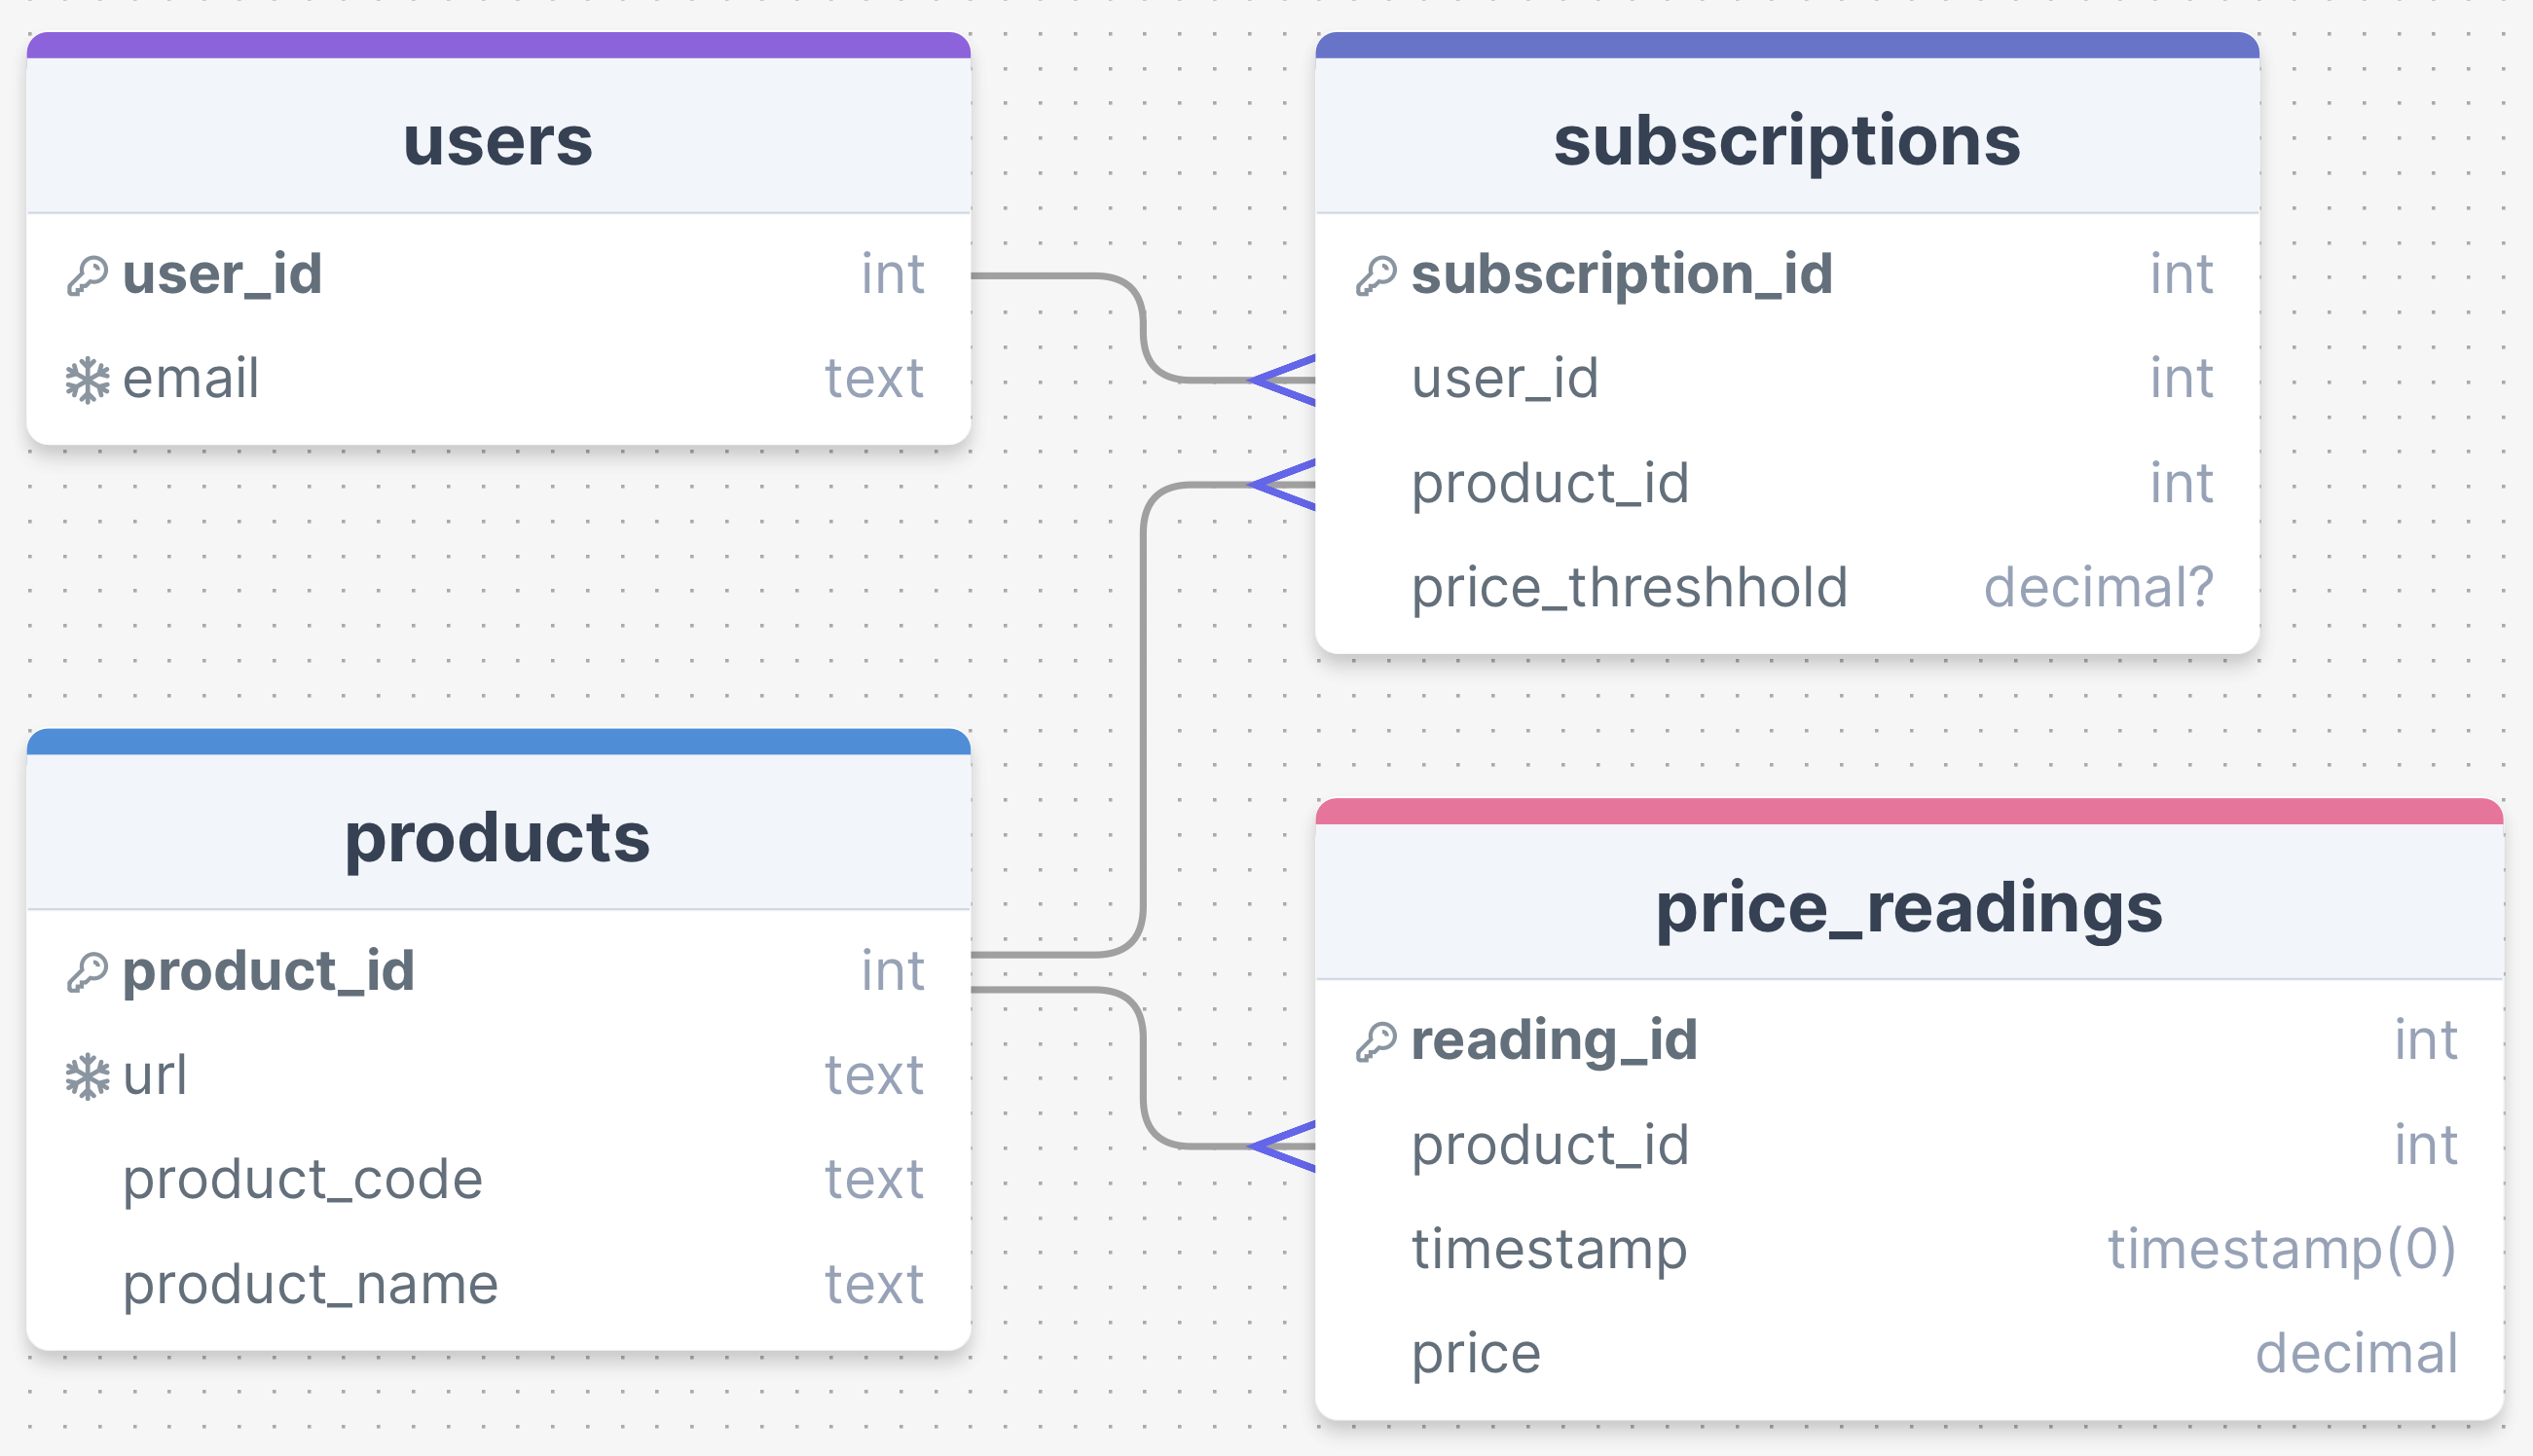 users
user_id int
email text
subscriptions
subscription_id int
user_id int
product_id int
price_threshhold decimal?
products
product_id int
url text
product_code text
product_name text
price_readings
reading_id int
product_id int
timestamp timestamp(0)
price decimal